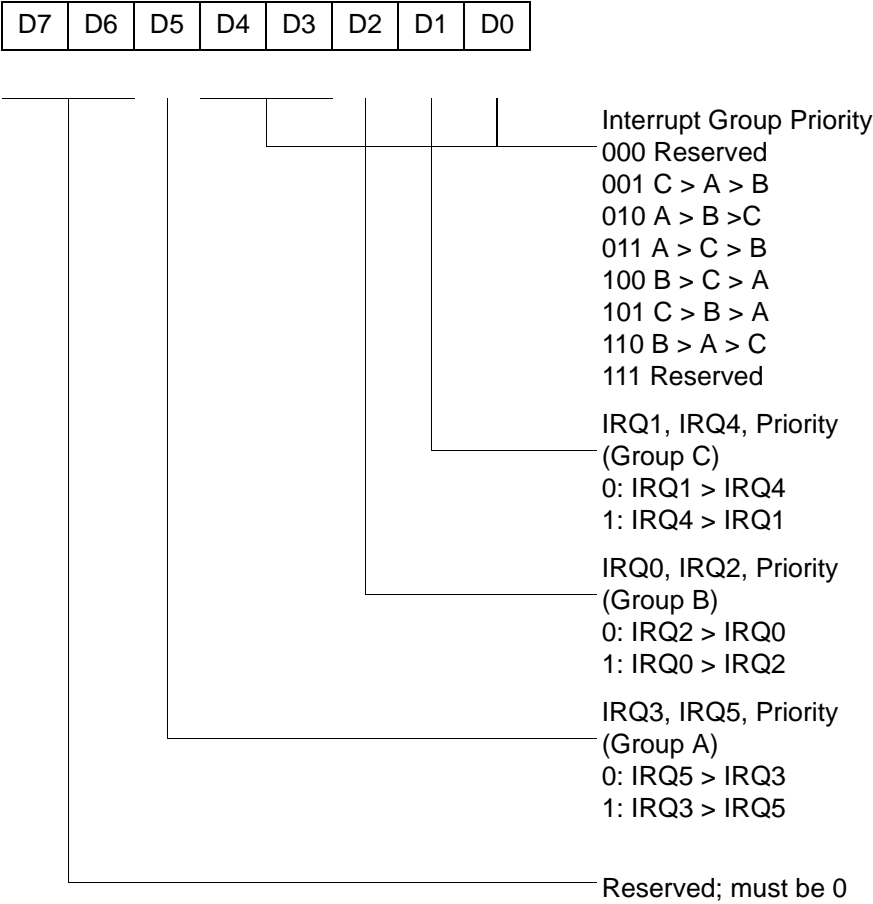 D7 D6 D5 D4 D3 D2 D1 D0
Interrupt Group Priority
000 Reserved
001 C > A > B
010 A > B >C
011 A > C > B
100 B > C > A
101 C > B > A
110 B > A > C
111 Reserved
IRQ1, IRQ4, Priority
(Group C)
0: IRQ1 > IRQ4
1: IRQ4 > IRQ1
IRQ0, IRQ2, Priority
(Group B)
0: IRQ2 > IRQ0
1: IRQ0 > IRQ2
IRQ3, IRQ5, Priority
(Group A)
0: IRQ5 > IRQ3
1: IRQ3 > IRQ5
Reserved; must be 0